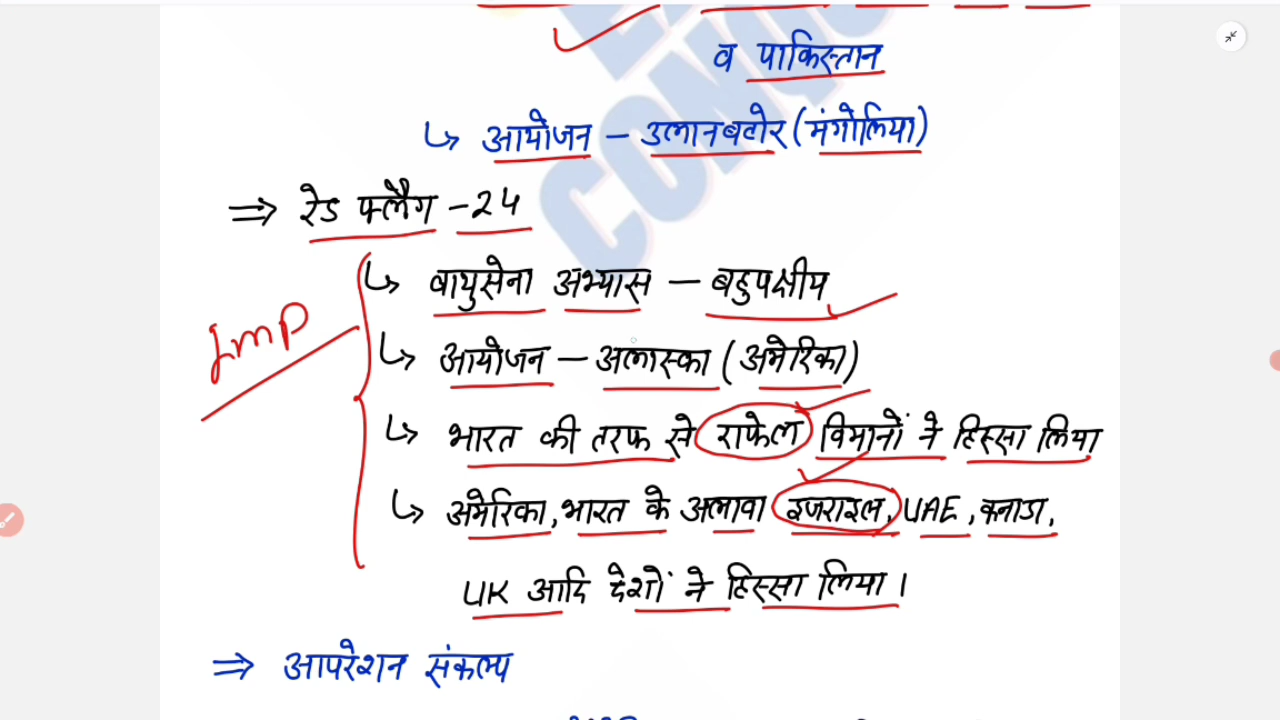 व पाकिस्तान
↳ आयोजन – उलानबटोर (मंगोलिया)
⇒ रेड फ्लैग -24
↳ वायुसेना अभ्यास – बहुपक्षीय
Imp
↳ आयोजन – अलास्का (अमेरिका)
↳ भारत की तरफ से राफेल विमानों ने हिस्सा लिया
↳ अमेरिका, भारत के अलावा इजराइल, UAE, कनाडा,
UK आदि देशों ने हिस्सा लिया।
⇒ आपरेशन संकल्प